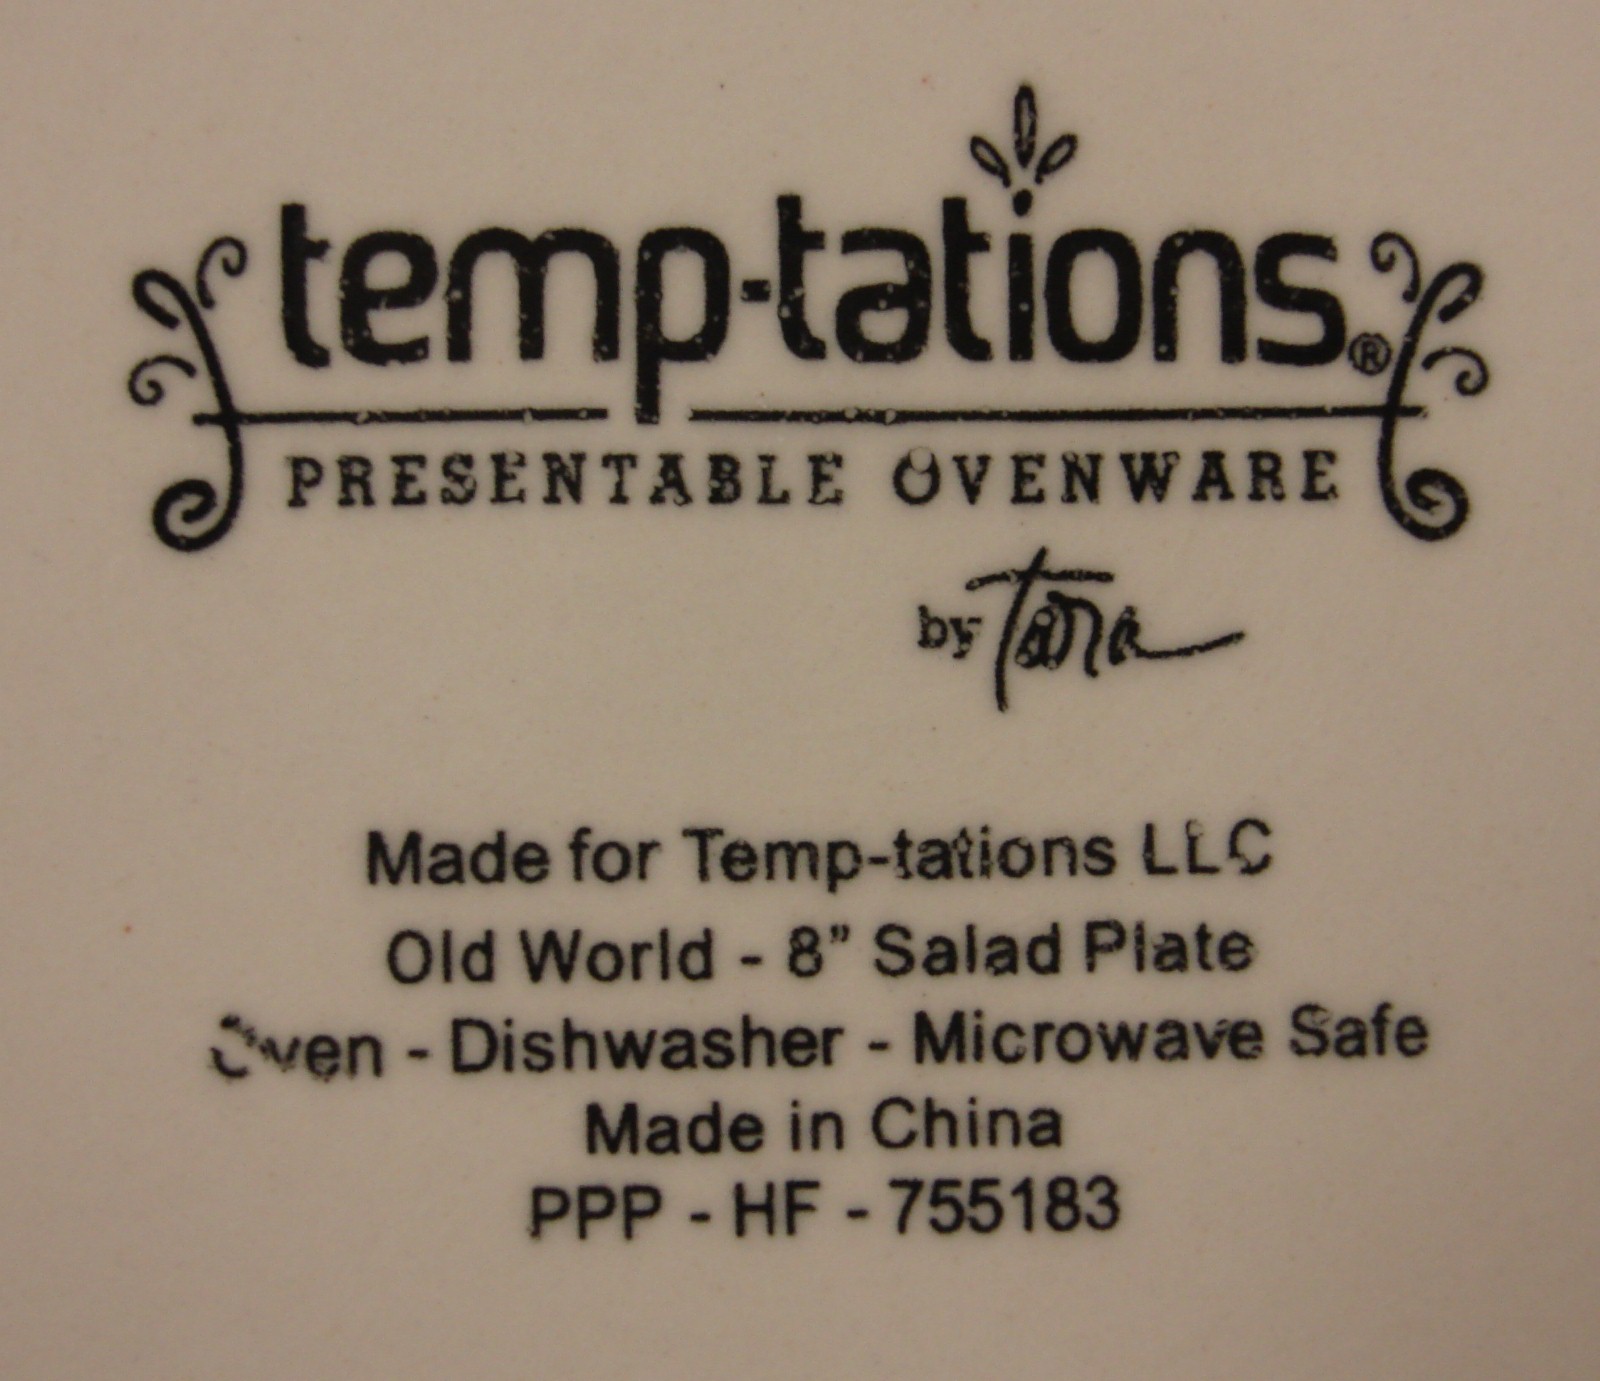 temp-tations®
PRESENTABLE OVENWARE
by Tara
Made for Temp-tations LLC
Old World - 8” Salad Plate
Oven - Dishwasher - Microwave Safe
Made in China
PPP - HF - 755183